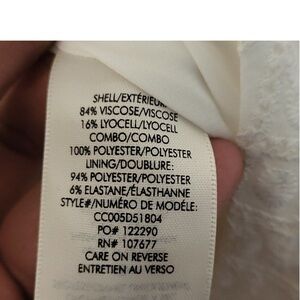 SHELL/EXTÉRIEUR:
84% VISCOSE/VISCOSE
16% LYOCELL/LYOCELL
COMBO/COMBO
100% POLYESTER/POLYESTER
LINING/DOUBLURE:
94% POLYESTER/POLYESTER
6% ELASTANE/ÉLASTHANNE
STYLE#/NUMÉRO DE MODÉLE:
CC005D51804
PO# 122290
RN# 107677
CARE ON REVERSE
ENTRETIEN AU VERSO